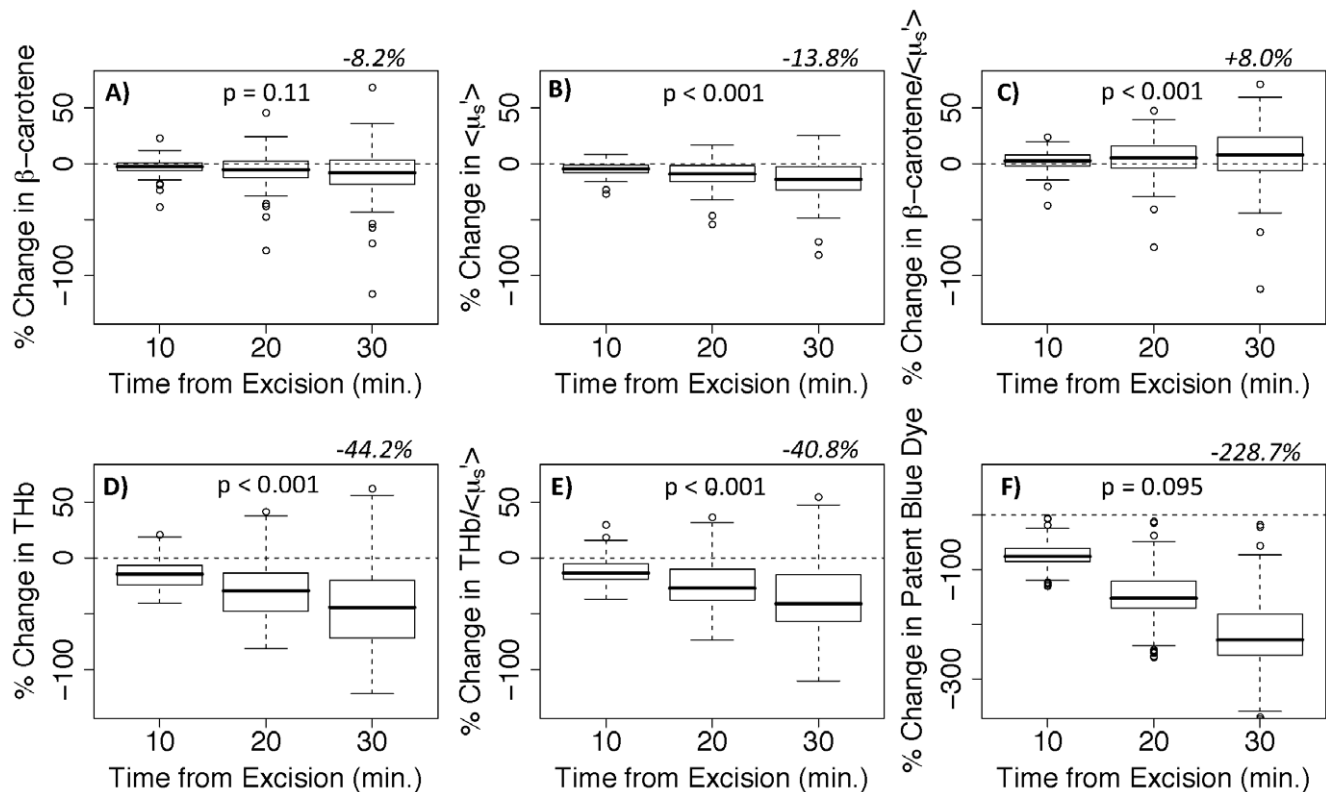 -8.2%
A)
p = 0.11
% Change in β-carotene
50
0
−100
10 20 30
Time from Excision (min.)
-13.8%
B)
p < 0.001
% Change in <μs'>
50
0
−100
10 20 30
Time from Excision (min.)
+8.0%
C)
p < 0.001
% Change in β-carotene/<μs'>
50
0
−100
10 20 30
Time from Excision (min.)
-44.2%
D)
p < 0.001
% Change in THb
50
0
−100
10 20 30
Time from Excision (min.)
-40.8%
E)
p < 0.001
% Change in THb/<μs'>
50
0
−100
10 20 30
Time from Excision (min.)
-228.7%
F)
p = 0.095
% Change in Patent Blue Dye
−100
−300
10 20 30
Time from Excision (min.)